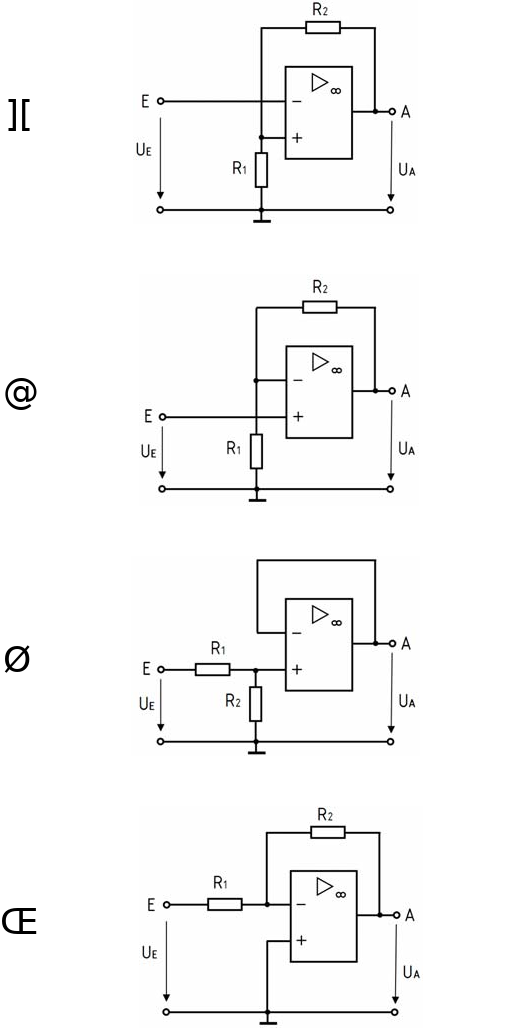 R2
][
E
−
▷ ∞
A
UE
+
R1
UA
R2
@
−
▷ ∞
A
E
+
UE
R1
UA
Ø
▷ ∞
−
R1
A
E
+
UE
R2
UA
R2
Œ
R1
▷ ∞
E
−
A
+
UE
UA